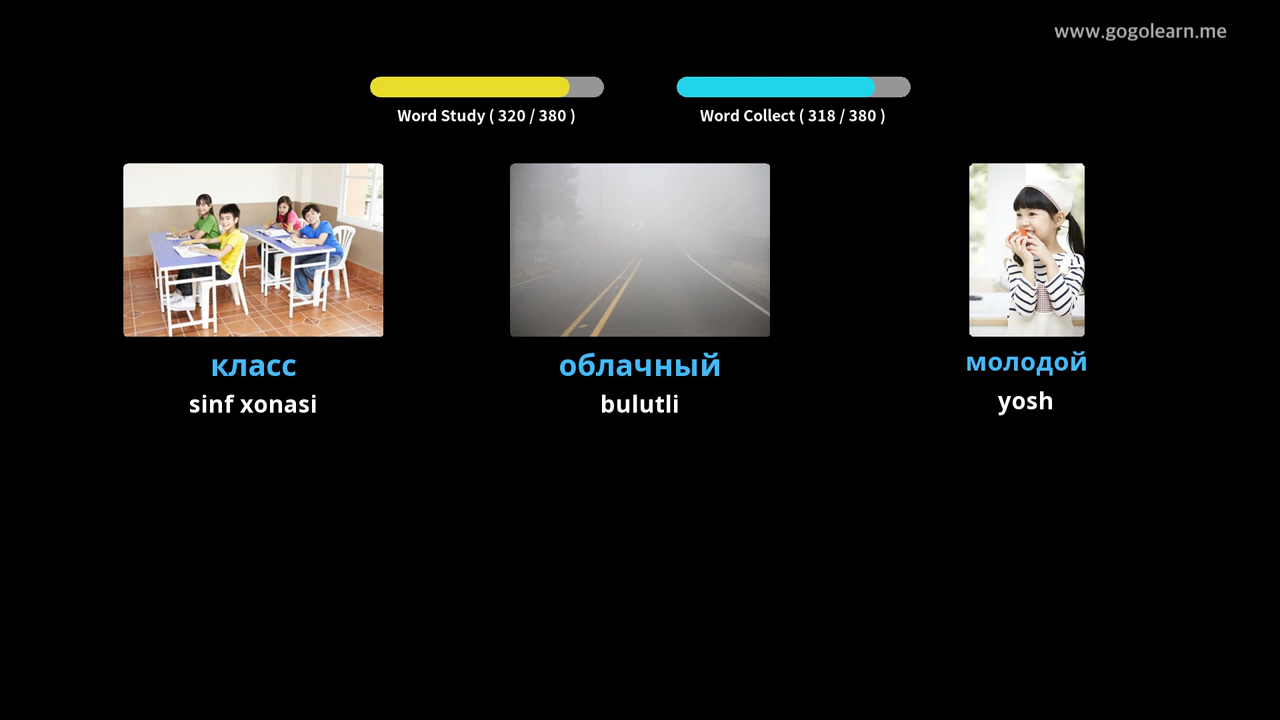 www.gogolearn.me
Word Study ( 320 / 380 )
Word Collect ( 318 / 380 )
класс
облачный
молодой
sinf xonasi
bulutli
yosh